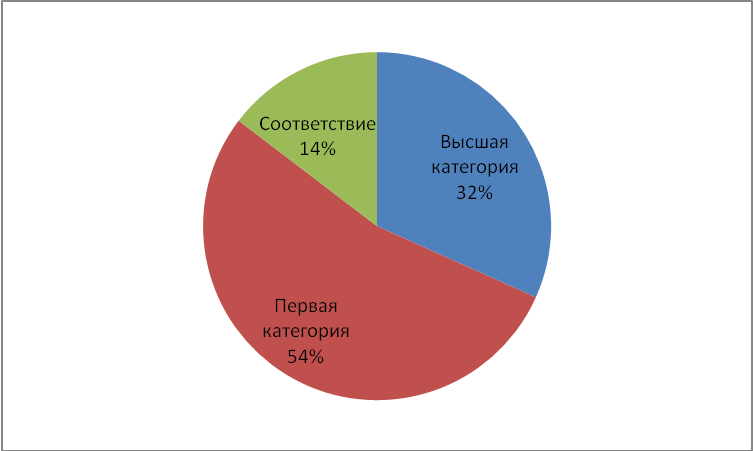 Соответствие
14%
Высшая
категория
32%
Первая
категория
54%